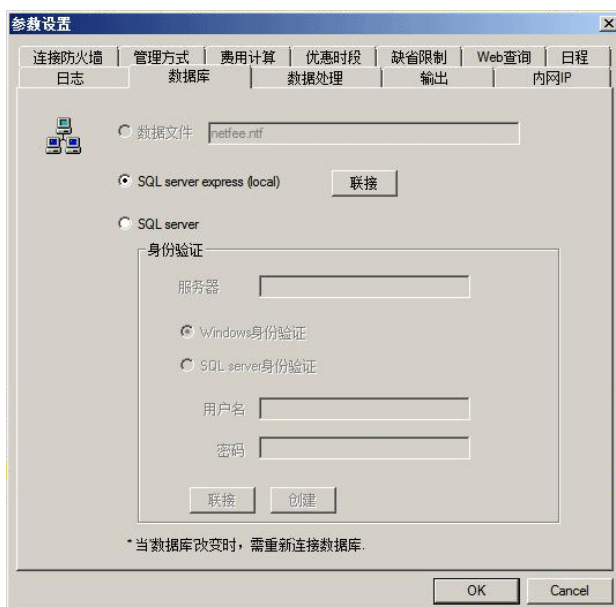 参数设置
连接防火墙 管理方式 费用计算 优惠时段 缺省限制 Web查询 日程
日志 数据库 数据处理 输出 内网IP
数据文件 netfee.ntf
SQL server express (local) 联接
SQL server
身份验证
服务器
Windows身份验证
SQL server身份验证
用户名
密码
联接 创建
*当'数据库'改变时，需重新连接数据库.
OK Cancel